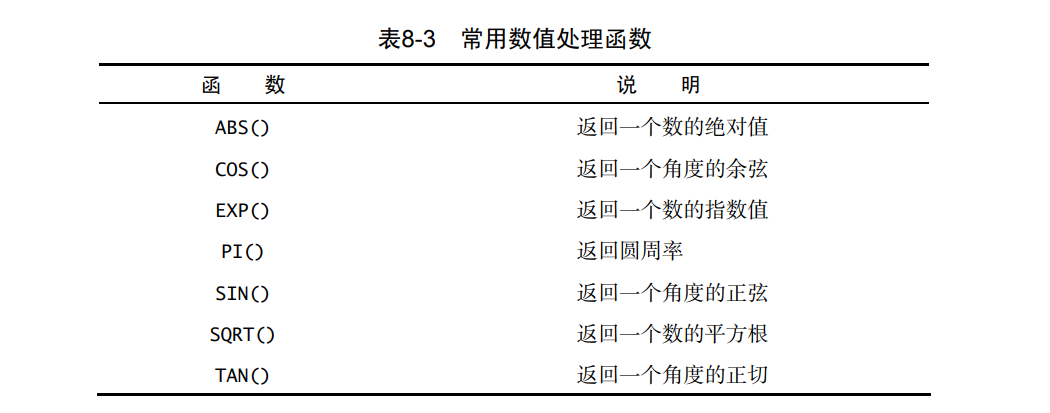 表8-3 常用数值处理函数
函 数 说 明
ABS() 返回一个数的绝对值
COS() 返回一个角度的余弦
EXP() 返回一个数的指数值
PI() 返回圆周率
SIN() 返回一个角度的正弦
SQRT() 返回一个数的平方根
TAN() 返回一个角度的正切